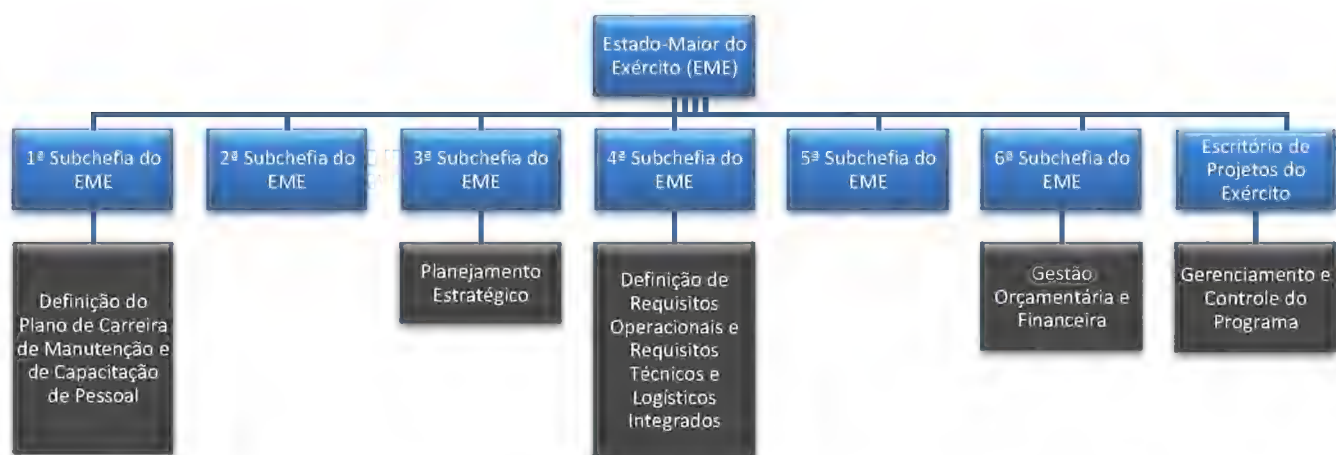 Estado-Maior do
Exército (EME)
1ª Subchefia do
EME
2ª Subchefia do
EME
3ª Subchefia do
EME
4ª Subchefia do
EME
5ª Subchefia do
EME
6ª Subchefia do
EME
Escritório de
Projetos do
Exército
Definição do
Plano de Carreira
de Manutenção e
de Capacitação
de Pessoal
Planejamento
Estratégico
Definição de
Requisitos
Operacionais e
Requisitos
Técnicos e
Logísticos
Integrados
Gestão
Orçamentária e
Financeira
Gerenciamento e
Controle do
Programa